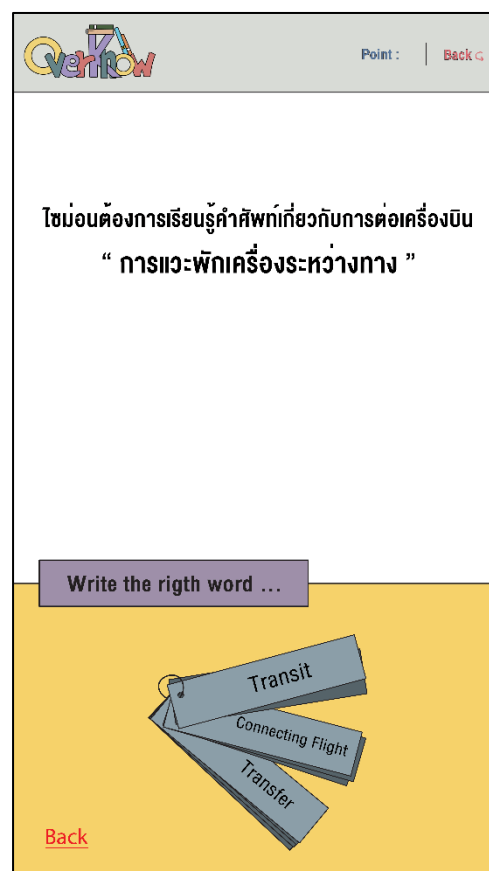 OverKnow
Point : | Back
ไซม่อนต้องการเรียนรู้คำศัพท์เกี่ยวกับการต่อเครื่องบิน
“ การแวะพักเครื่องระหว่างทาง ”
Write the rigth word ...
Transit
Connecting Flight
Transfer
Back